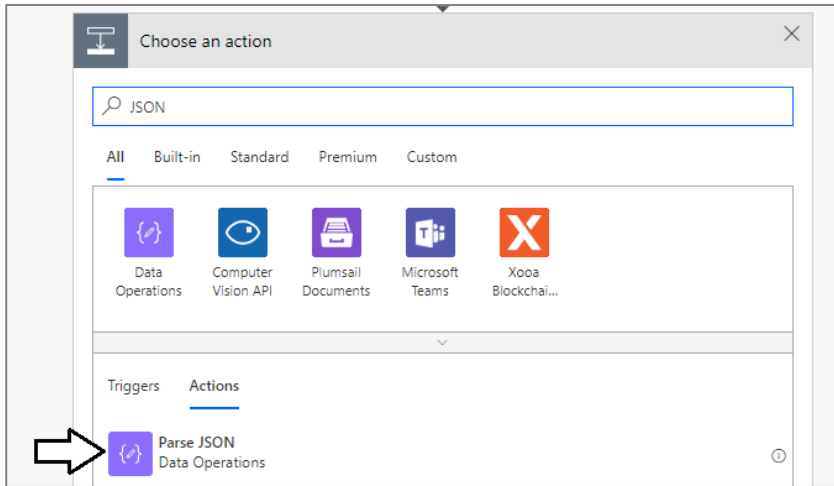 Choose an action
JSON
All Built-in Standard Premium Custom
Data Operations
Computer Vision API
Plumsail Documents
Microsoft Teams
Xooa Blockchai...
Triggers Actions
Parse JSON
Data Operations